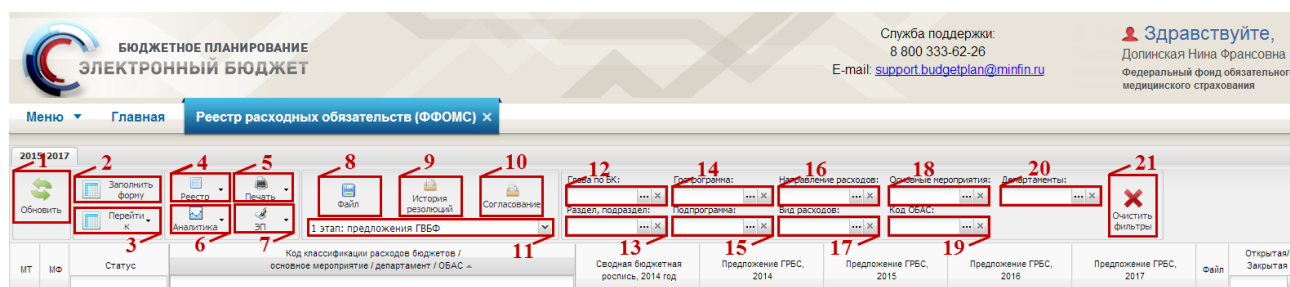 БЮДЖЕТНОЕ ПЛАНИРОВАНИЕ
ЭЛЕКТРОННЫЙ БЮДЖЕТ
Служба поддержки:
8 800 333-62-26
E-mail: support.budgetplan@minfin.ru
Здравствуйте,
Допинская Нина Франсовна
Федеральный фонд обязательног
медицинского страхования
Меню Главная Реестр расходных обязательств (ФФОМС) ×
2015-2017
1 2 4 5 8 9 10 12 14 16 18 20 21
Глава по БК: Госпрограмма: Направление расходов: Основные мероприятия: Департаменты:
Обновить
Заполнить форму
Реестр
Печать
Файл
История резолюций
Согласование
... × ... × ... × ... × ... ×
Очистить фильтры
Перейти к
Аналитика
ЭП
1 этап: предложения ГВБФ
Раздел, подраздел: Подпрограмма: Вид расходов: Код ОБАС:
... × ... × ... × ... ×
3 6 7 11 13 15 17 19
МТ
МФ
Статус
Код классификации расходов бюджетов /
основное мероприятие / департамент / ОБАС
Сводная бюджетная
роспись, 2014 год
Предложение ГРБС,
2014
Предложение ГРБС,
2015
Предложение ГРБС,
2016
Предложение ГРБС,
2017
Файл
Открытая/
Закрытая